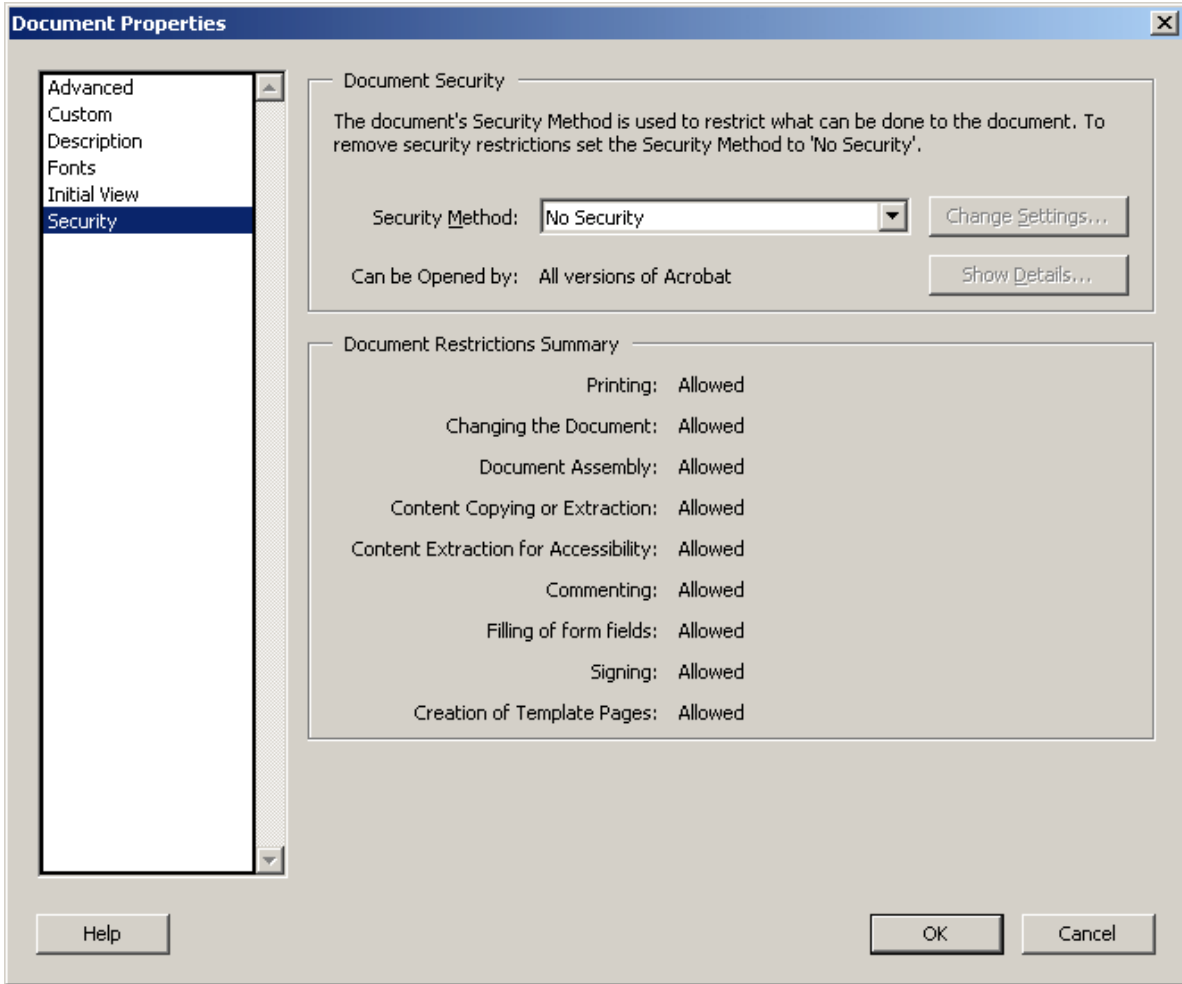 Document Properties
Advanced
Custom
Description
Fonts
Initial View
Security
Document Security
The document's Security Method is used to restrict what can be done to the document. To
remove security restrictions set the Security Method to 'No Security'.
Security Method: No Security Change Settings...
Can be Opened by: All versions of Acrobat Show Details...
Document Restrictions Summary
Printing: Allowed
Changing the Document: Allowed
Document Assembly: Allowed
Content Copying or Extraction: Allowed
Content Extraction for Accessibility: Allowed
Commenting: Allowed
Filling of form fields: Allowed
Signing: Allowed
Creation of Template Pages: Allowed
Help OK Cancel